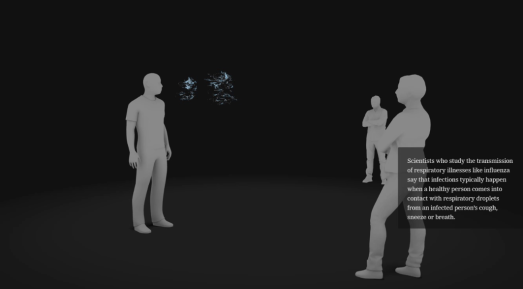 Scientists who study the transmission
of respiratory illnesses like influenza
say that infections typically happen
when a healthy person comes into
contact with respiratory droplets
from an infected person's cough,
sneeze or breath.